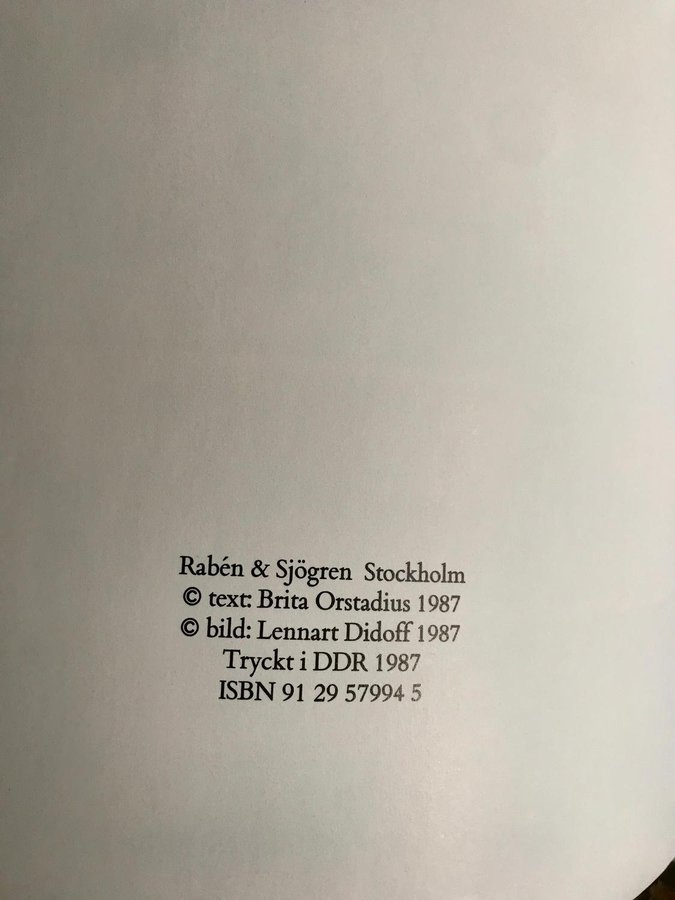 Rabén & Sjögren Stockholm
© text: Brita Orstadius 1987
© bild: Lennart Didoff 1987
Tryckt i DDR 1987
ISBN 91 29 57994 5